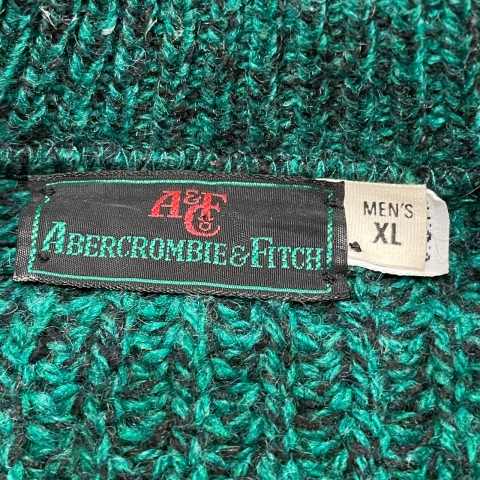 A&F
Co
ABERCROMBIE & FITCH
MEN'S
XL